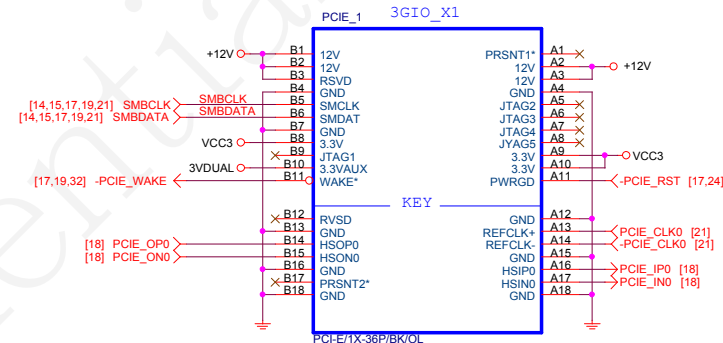 PCIE_1 3GIO_X1
+12V B1 12V PRSNT1* A1
B2 12V 12V A2 +12V
B3 RSVD 12V A3
B4 GND GND A4
[14,15,17,19,21] SMBCLK SMBCLK B5 SMCLK JTAG2 A5
[14,15,17,19,21] SMBDATA SMBDATA B6 SMDAT JTAG3 A6
B7 GND JTAG4 A7
VCC3 B8 3.3V JYAG5 A8
B9 JTAG1 3.3V A9 VCC3
3VDUAL B10 3.3VAUX 3.3V A10
[17,19,32] -PCIE_WAKE B11 WAKE* PWRGD A11 -PCIE_RST [17,24]
KEY
B12 RVSD GND A12
B13 GND REFCLK+ A13 PCIE_CLK0 [21]
[18] PCIE_OP0 B14 HSOP0 REFCLK- A14 -PCIE_CLK0 [21]
[18] PCIE_ON0 B15 HSON0 GND A15
B16 GND HSIP0 A16 PCIE_IP0 [18]
B17 PRSNT2* HSIN0 A17 PCIE_IN0 [18]
B18 GND GND A18
PCI-E/1X-36P/BK/OL